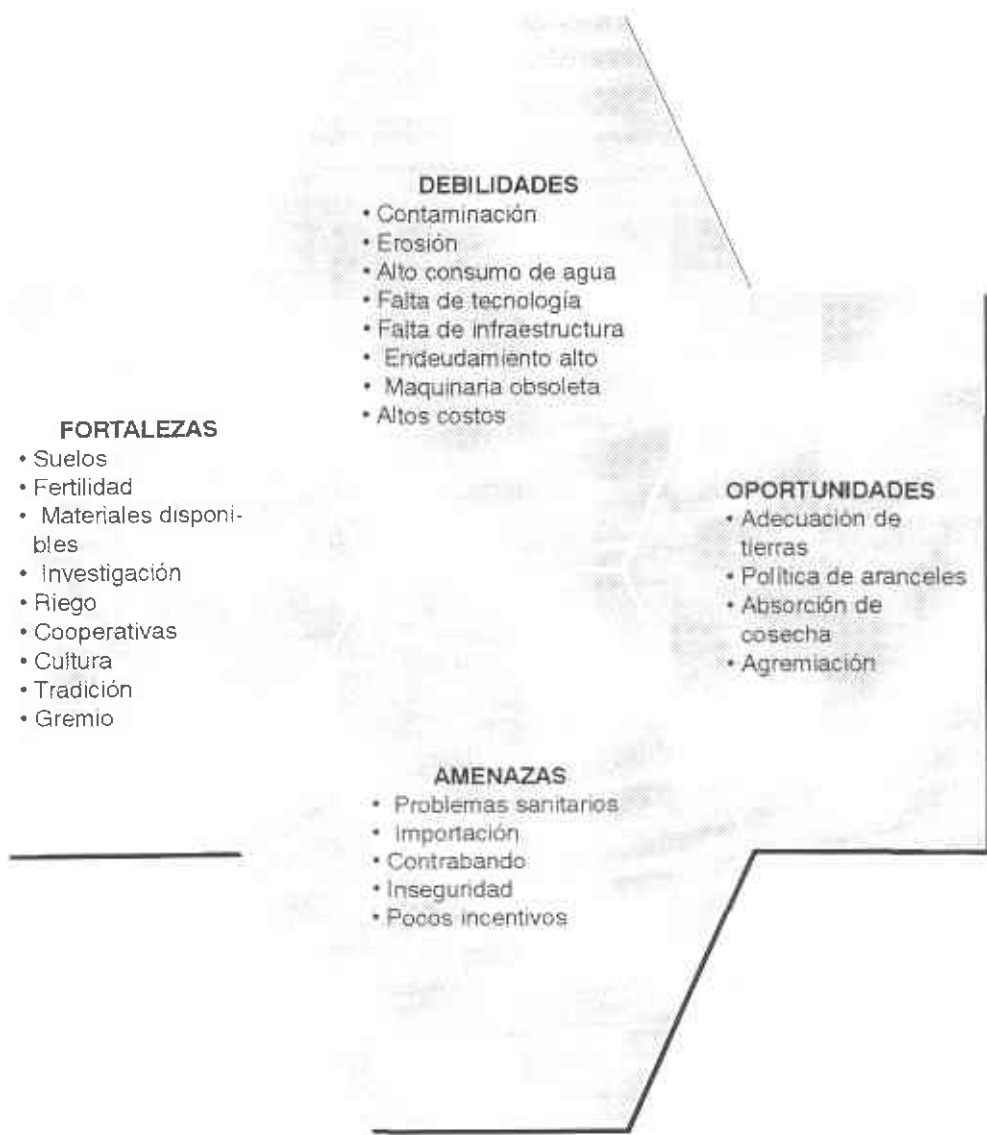 DEBILIDADES
• Contaminación
• Erosión
• Alto consumo de agua
• Falta de tecnología
• Falta de infraestructura
• Endeudamiento alto
• Maquinaria obsoleta
• Altos costos
FORTALEZAS
• Suelos
• Fertilidad
• Materiales disponi-
bles
• Investigación
• Riego
• Cooperativas
• Cultura
• Tradición
• Gremio
OPORTUNIDADES
• Adecuación de
tierras
• Política de aranceles
• Absorción de
cosecha
• Agremiación
AMENAZAS
• Problemas sanitarios
• Importación
• Contrabando
• Inseguridad
• Pocos incentivos